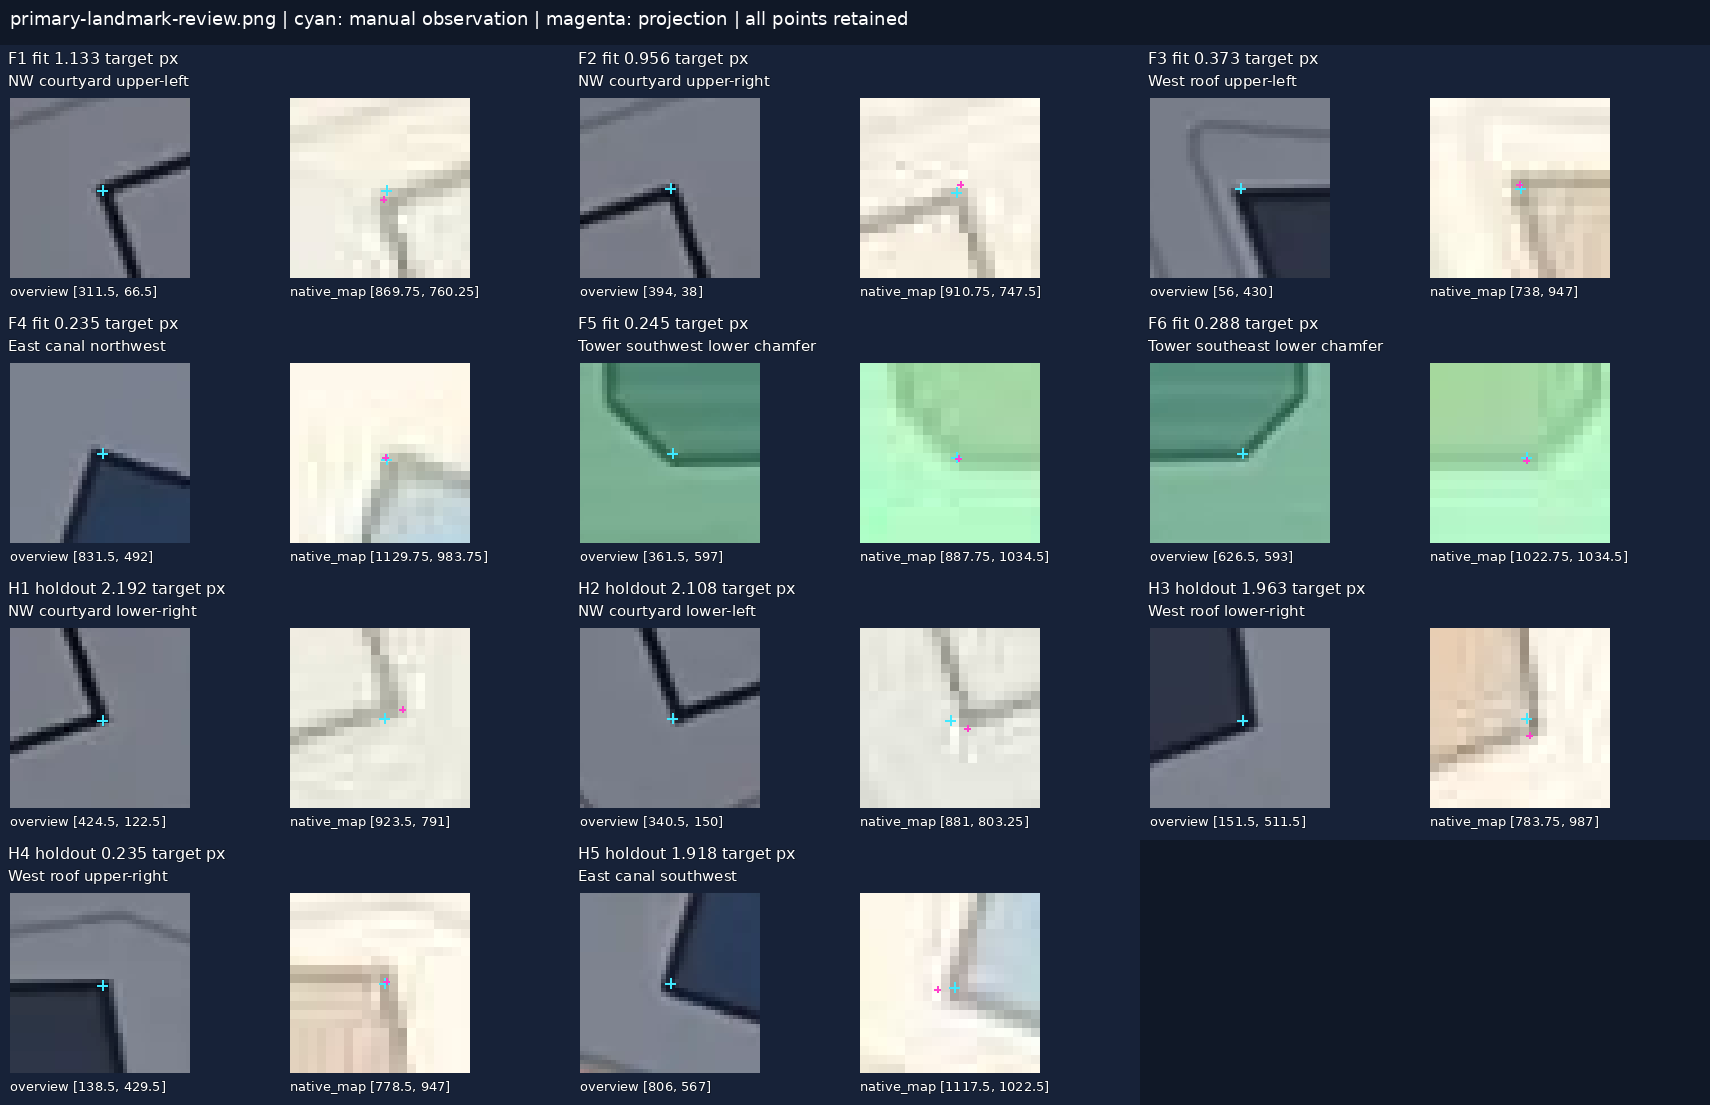 primary-landmark-review.png | cyan: manual observation | magenta: projection | all points retained
F1 fit 1.133 target px
NW courtyard upper-left
overview [311.5, 66.5]
native_map [869.75, 760.25]
F2 fit 0.956 target px
NW courtyard upper-right
overview [394, 38]
native_map [910.75, 747.5]
F3 fit 0.373 target px
West roof upper-left
overview [56, 430]
native_map [738, 947]
F4 fit 0.235 target px
East canal northwest
overview [831.5, 492]
native_map [1129.75, 983.75]
F5 fit 0.245 target px
Tower southwest lower chamfer
overview [361.5, 597]
native_map [887.75, 1034.5]
F6 fit 0.288 target px
Tower southeast lower chamfer
overview [626.5, 593]
native_map [1022.75, 1034.5]
H1 holdout 2.192 target px
NW courtyard lower-right
overview [424.5, 122.5]
native_map [923.5, 791]
H2 holdout 2.108 target px
NW courtyard lower-left
overview [340.5, 150]
native_map [881, 803.25]
H3 holdout 1.963 target px
West roof lower-right
overview [151.5, 511.5]
native_map [783.75, 987]
H4 holdout 0.235 target px
West roof upper-right
overview [138.5, 429.5]
native_map [778.5, 947]
H5 holdout 1.918 target px
East canal southwest
overview [806, 567]
native_map [1117.5, 1022.5]